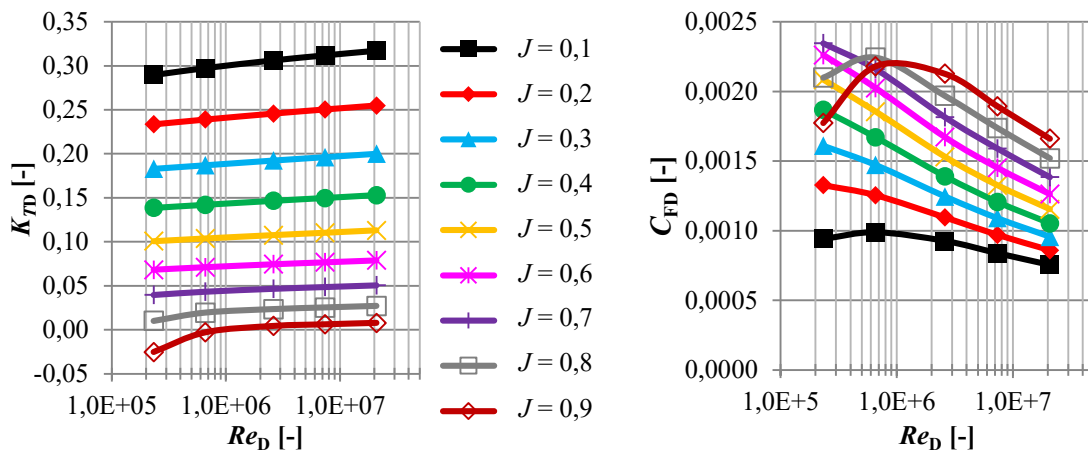 0,35
0,30
0,25
0,20
0,15
0,10
0,05
0,00
-0,05
K_TD [-]
1,0E+05 1,0E+06 1,0E+07
Re_D [-]
J = 0,1
J = 0,2
J = 0,3
J = 0,4
J = 0,5
J = 0,6
J = 0,7
J = 0,8
J = 0,9
0,0025
0,0020
0,0015
0,0010
0,0005
0,0000
C_FD [-]
1,0E+5 1,0E+6 1,0E+7
Re_D [-]